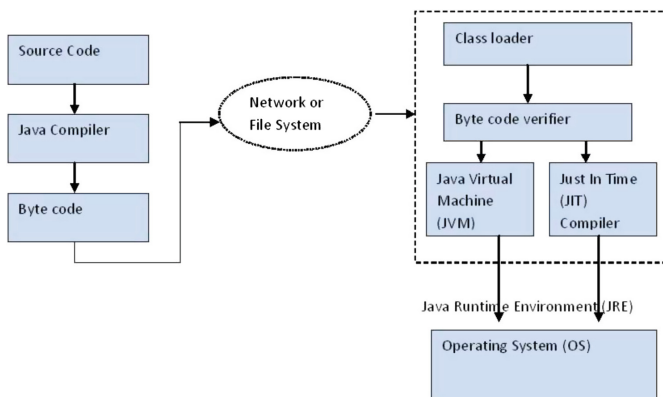 Source Code
Java Compiler
Byte code
Network or
File System
Class loader
Byte code verifier
Java Virtual
Machine
(JVM)
Just In Time
(JIT)
Compiler
Java Runtime Environment (JRE)
Operating System (OS)